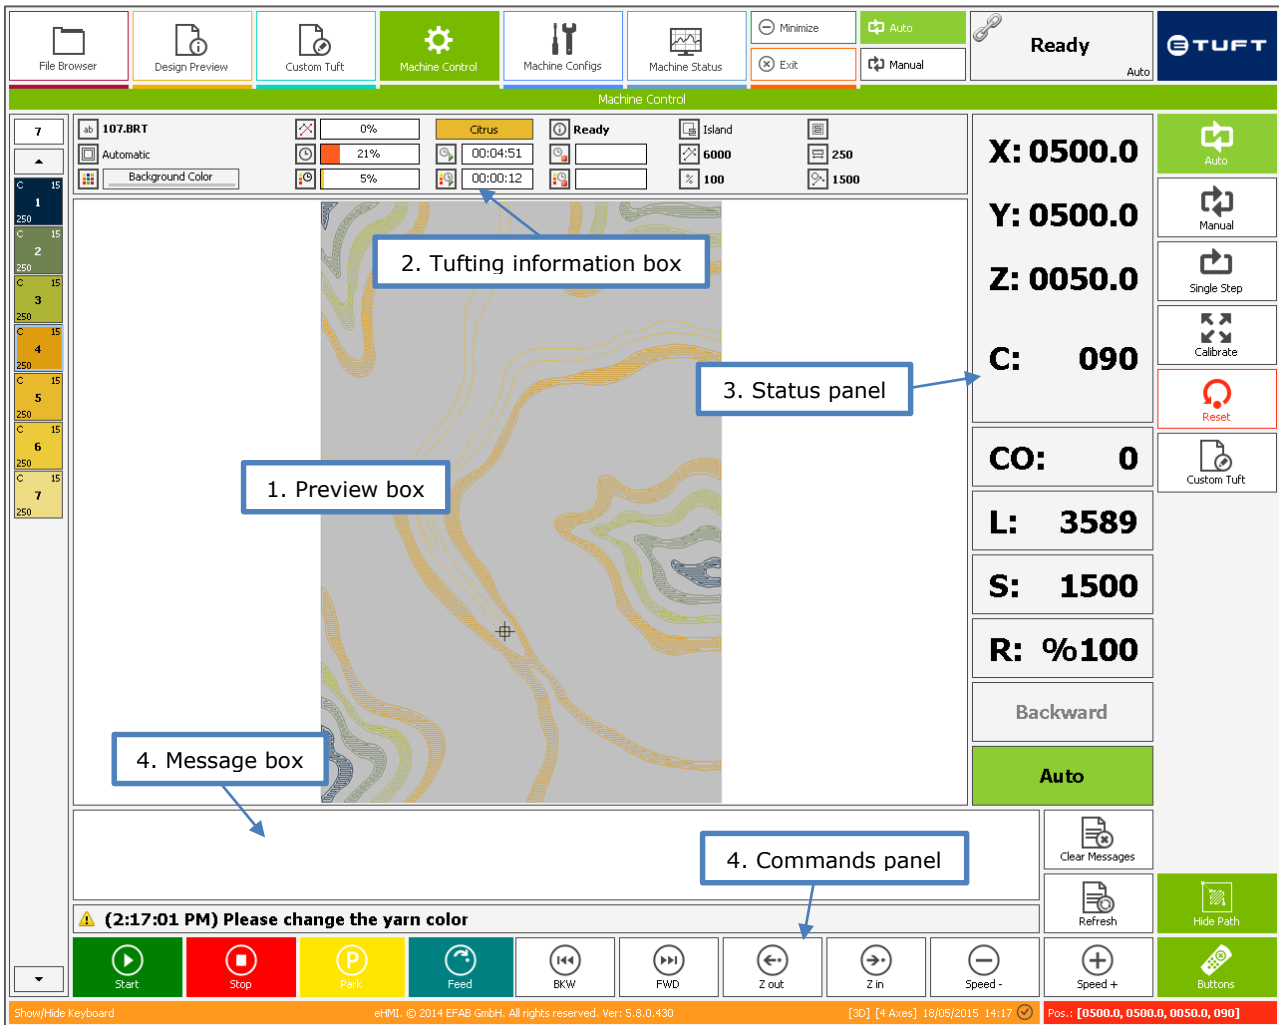 File Browser
Design Preview
Custom Tuft
Machine Control
Machine Configs
Machine Status
Minimize
Exit
Auto
Manual
Ready
Auto
ETUFT
Machine Control
7
ab 107.BRT
0%
Citrus
Ready
Island
Automatic
21%
00:04:51
6000
250
Background Color
5%
00:00:12
% 100
1500
C 15
1
250
C 15
2
250
C 15
3
250
C 15
4
250
C 15
5
250
C 15
6
250
C 15
7
250
2. Tufting information box
3. Status panel
1. Preview box
4. Message box
4. Commands panel
X: 0500.0
Y: 0500.0
Z: 0050.0
C: 090
CO: 0
L: 3589
S: 1500
R: %100
Backward
Auto
Auto
Manual
Single Step
Calibrate
Reset
Custom Tuft
Clear Messages
Refresh
Hide Path
(2:17:01 PM) Please change the yarn color
Start
Stop
P
Park
Feed
BKW
FWD
Z out
Z in
Speed -
Speed +
Buttons
Show/Hide Keyboard
eHMI. © 2014 EFAB GmbH. All rights reserved. Ver: 5.8.0.430
[3D] [4 Axes] 18/05/2015 14:17
Pos.: [0500.0, 0500.0, 0050.0, 090]